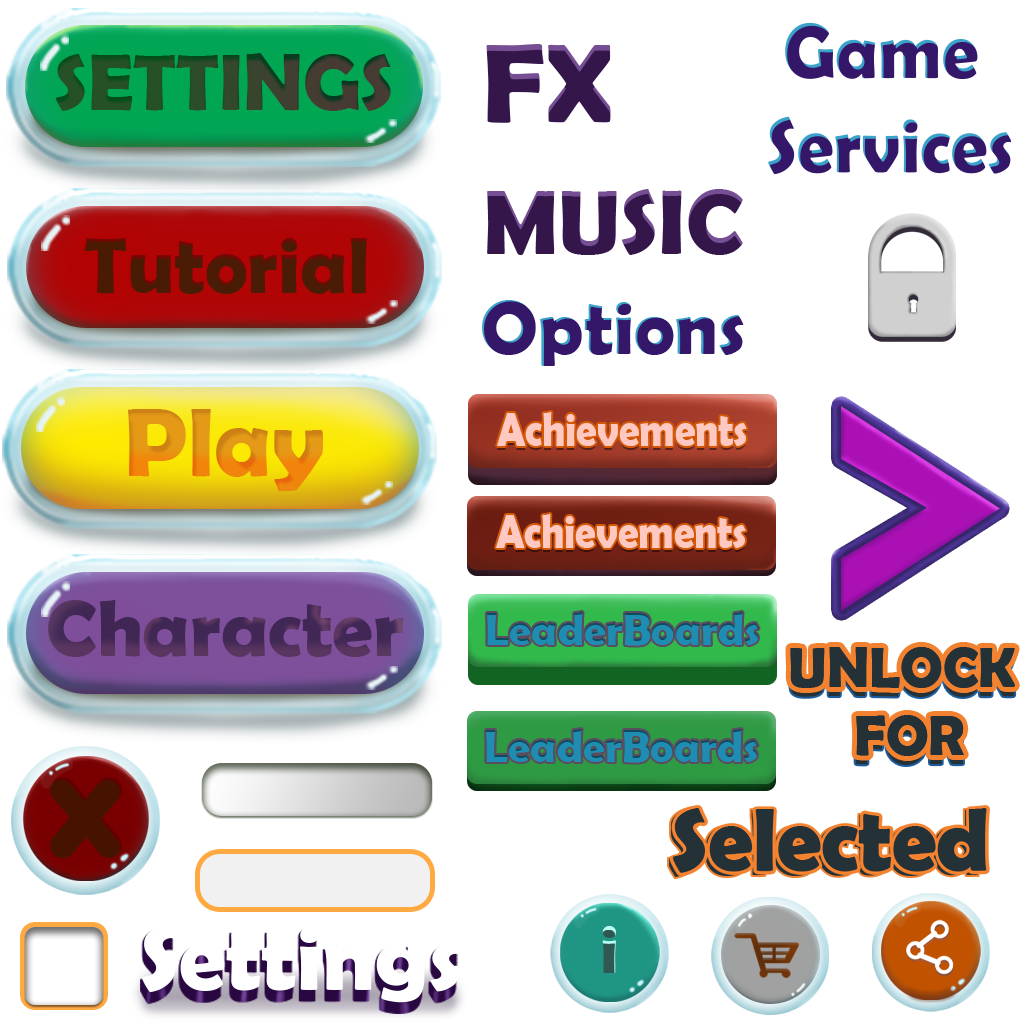 SETTINGS
Tutorial
Play
Character
FX
MUSIC
Options
Game
Services
Achievements
Achievements
LeaderBoards
LeaderBoards
UNLOCK
FOR
Selected
Settings
i